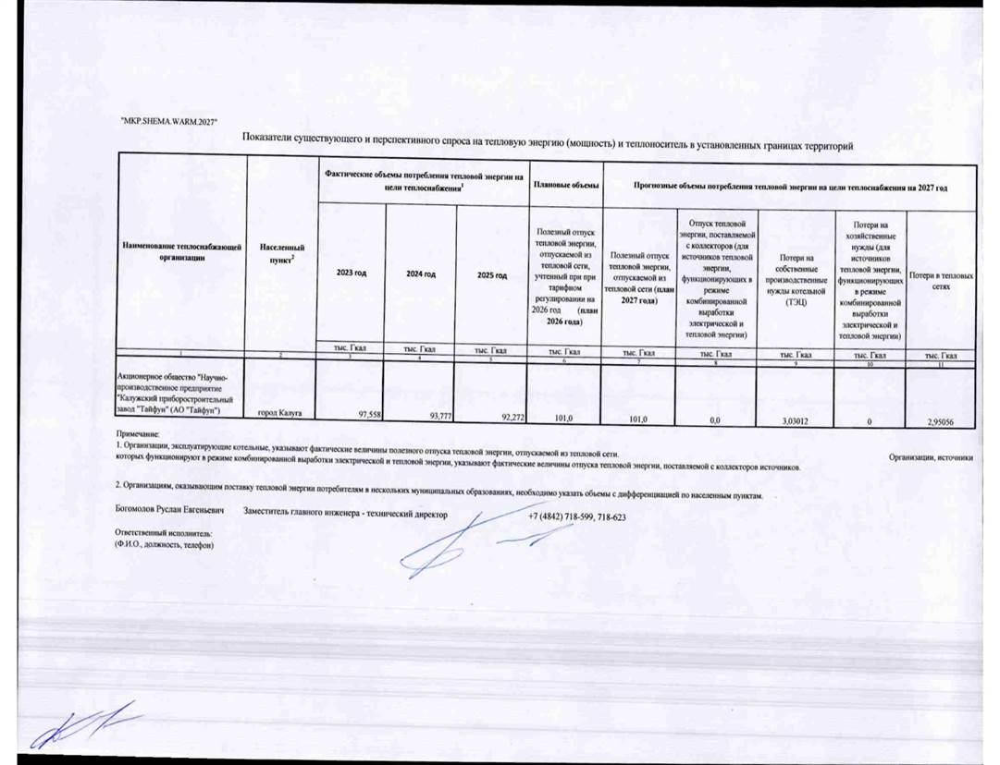 "MKP.SHEMA.WARM.2027"
Показатели существующего и перспективного спроса на тепловую энергию (мощность) и теплоноситель в установленных границах территорий
Наименование теплоснабжающей
организации
Населенный
пункт2
Фактические объемы потребления тепловой энергии на
цели теплоснабжения1
2023 год
2024 год
2025 год
Плановые объемы
Полезный отпуск
тепловой энергии,
отпускаемой из
тепловой сети,
учтенный при при
тарифном
регулировании на
2026 год (план
2026 года)
Прогнозные объемы потребления тепловой энергии на цели теплоснабжения на 2027 год
Полезный отпуск
тепловой энергии,
отпускаемой из
тепловой сети (план
2027 года)
Отпуск тепловой
энергии, поставляемой
с коллекторов (для
источников тепловой
энергии,
функционирующих в
режиме
комбинированной
выработки
электрической и
тепловой энергии)
Потери на
собственные
производственные
нужды котельной
(ТЭЦ)
Потери на
хозяйственные
нужды (для
источников
тепловой энергии,
функционирующих
в режиме
комбинированной
выработки
электрической и
тепловой энергии)
Потери в тепловых
сетях
тыс. Гкал тыс. Гкал тыс. Гкал тыс. Гкал тыс. Гкал тыс. Гкал тыс. Гкал тыс. Гкал тыс. Гкал
1 2 3 4 5 6 7 8 9 10 11
Акционерное общество "Научно-
производственное предприятие
"Калужский приборостроительный
завод "Тайфун" (АО "Тайфун")
город Калуга 97,558 93,777 92,272 101,0 101,0 0,0 3,03012 0 2,95056
Примечание:
1. Организации, эксплуатирующие котельные, указывают фактические величины полезного отпуска тепловой энергии, отпускаемой из тепловой сети. Организации, источники
которых функционируют в режиме комбинированной выработки электрической и тепловой энергии, указывают фактические величины отпуска тепловой энергии, поставляемой с коллекторов источников.
2. Организациям, оказывающим поставку тепловой энергии потребителям в нескольких муниципальных образованиях, необходимо указать объемы с дифференциацией по населенным пунктам.
Богомолов Руслан Евгеньевич Заместитель главного инженера - технический директор +7 (4842) 718-599, 718-623
Ответственный исполнитель:
(Ф.И.О., должность, телефон)